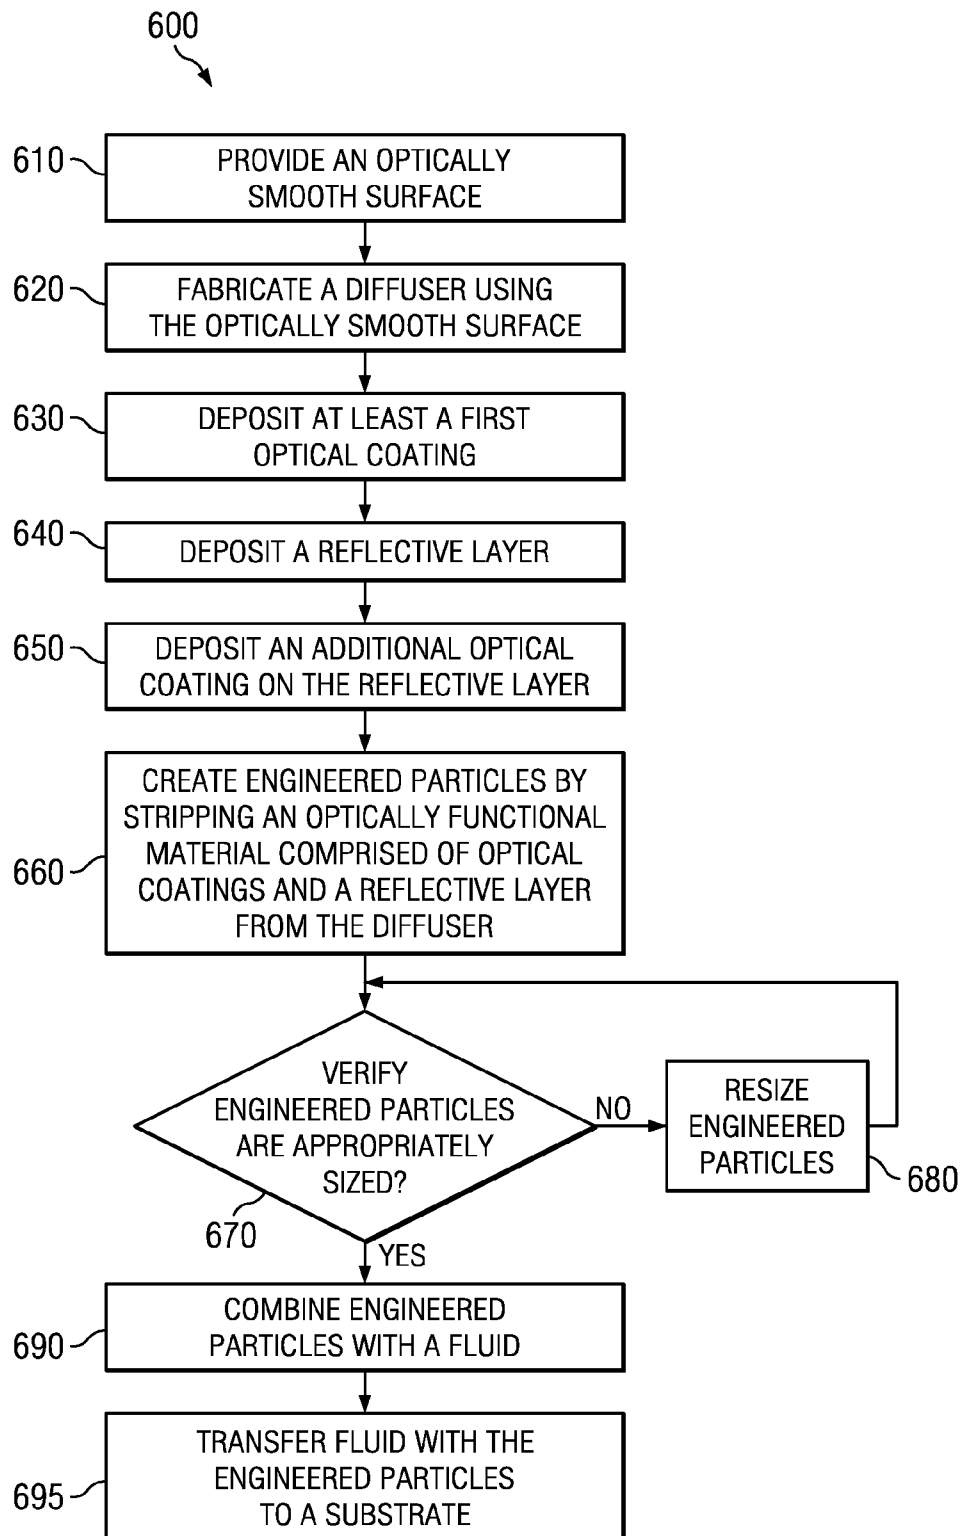 600
610
PROVIDE AN OPTICALLY
SMOOTH SURFACE
620
FABRICATE A DIFFUSER USING
THE OPTICALLY SMOOTH SURFACE
630
DEPOSIT AT LEAST A FIRST
OPTICAL COATING
640
DEPOSIT A REFLECTIVE LAYER
650
DEPOSIT AN ADDITIONAL OPTICAL
COATING ON THE REFLECTIVE LAYER
660
CREATE ENGINEERED PARTICLES BY
STRIPPING AN OPTICALLY FUNCTIONAL
MATERIAL COMPRISED OF OPTICAL
COATINGS AND A REFLECTIVE LAYER
FROM THE DIFFUSER
VERIFY
ENGINEERED PARTICLES
ARE APPROPRIATELY
SIZED?
670
NO
RESIZE
ENGINEERED
PARTICLES
680
YES
690
COMBINE ENGINEERED
PARTICLES WITH A FLUID
695
TRANSFER FLUID WITH THE
ENGINEERED PARTICLES
TO A SUBSTRATE